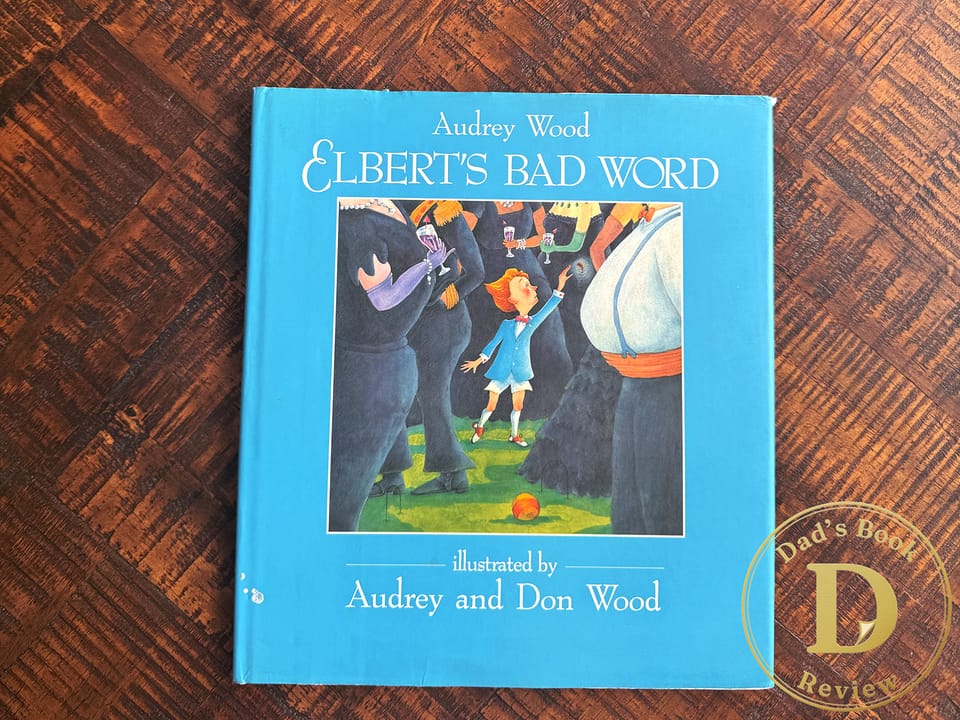 Audrey Wood
ELBERT'S BAD WORD
illustrated by
Audrey and Don Wood
Dad's Book
D
Review